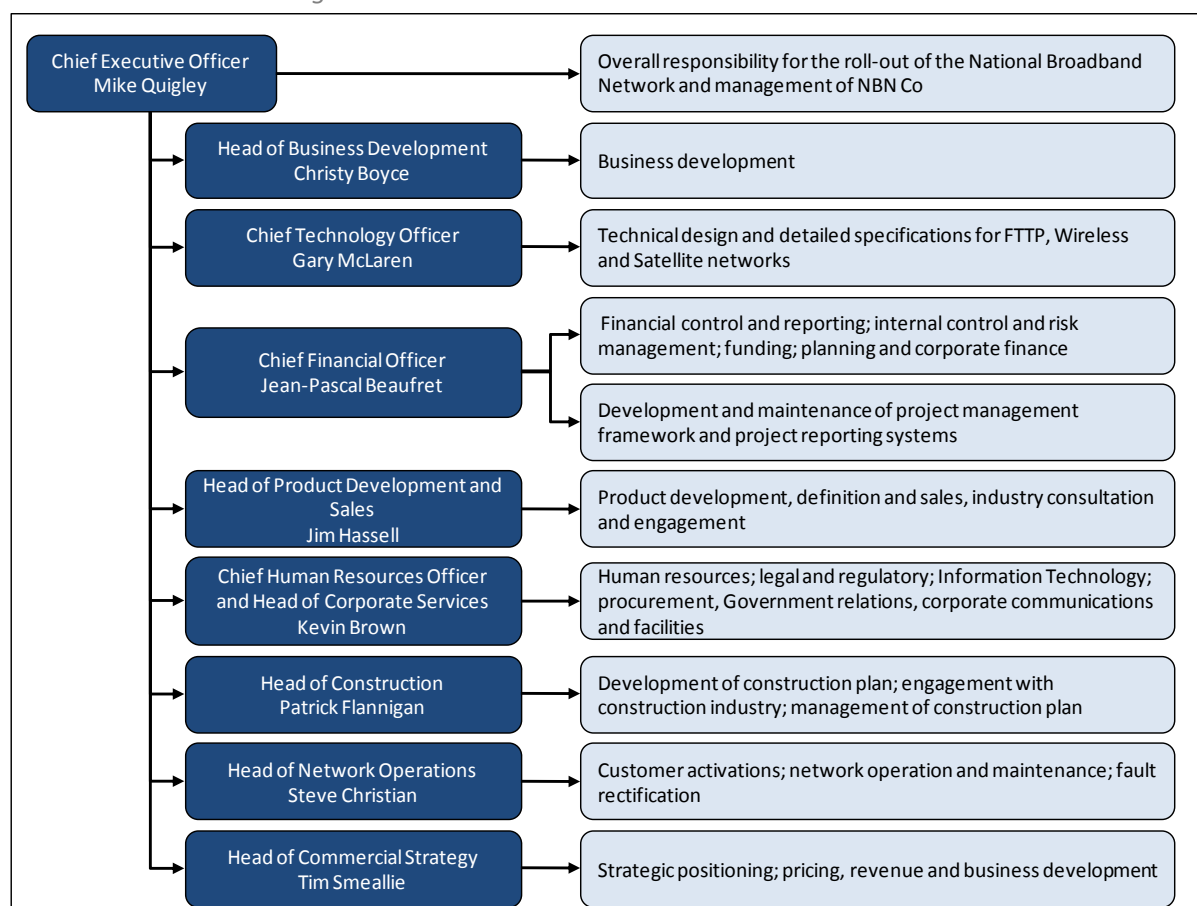 Chief Executive Officer
Mike Quigley
Overall responsibility for the roll-out of the National Broadband
Network and management of NBN Co
Head of Business Development
Christy Boyce
Business development
Chief Technology Officer
Gary McLaren
Technical design and detailed specifications for FTTP, Wireless
and Satellite networks
Chief Financial Officer
Jean-Pascal Beaufret
Financial control and reporting; internal control and risk
management; funding; planning and corporate finance
Development and maintenance of project management
framework and project reporting systems
Head of Product Development and
Sales
Jim Hassell
Product development, definition and sales, industry consultation
and engagement
Chief Human Resources Officer
and Head of Corporate Services
Kevin Brown
Human resources; legal and regulatory; Information Technology;
procurement, Government relations, corporate communications
and facilities
Head of Construction
Patrick Flannigan
Development of construction plan; engagement with
construction industry; management of construction plan
Head of Network Operations
Steve Christian
Customer activations; network operation and maintenance; fault
rectification
Head of Commercial Strategy
Tim Smeallie
Strategic positioning; pricing, revenue and business development